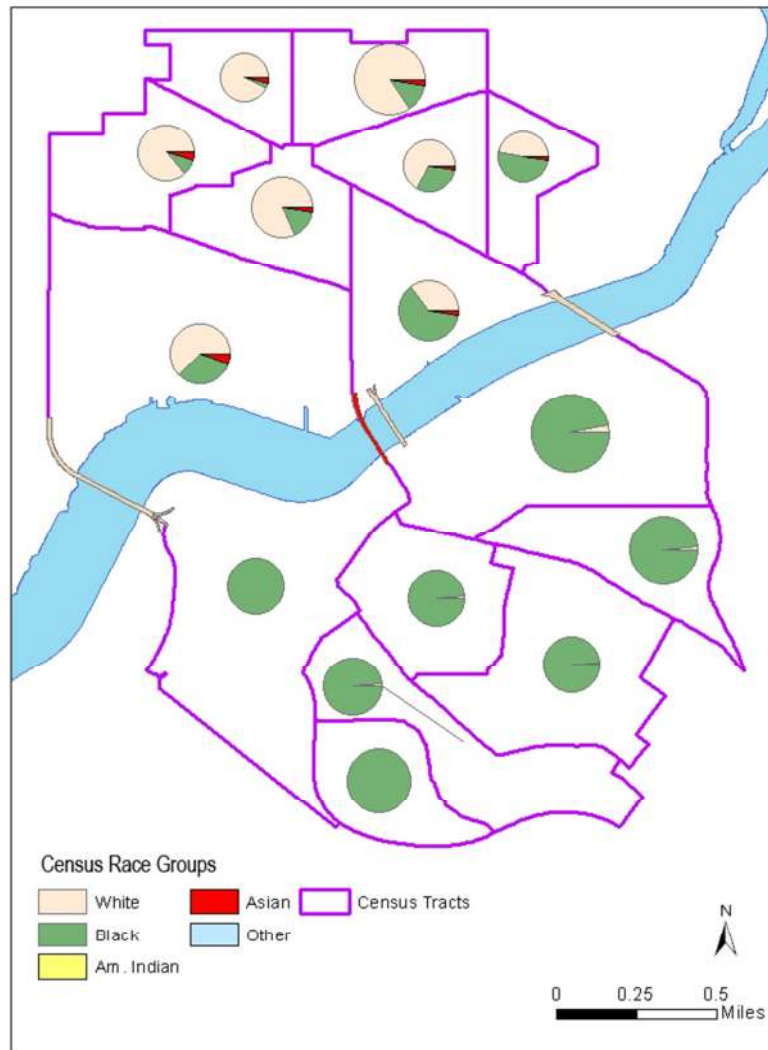 Census Race Groups
White
Asian
Census Tracts
Black
Other
Am. Indian
N
0 0.25 0.5
Miles